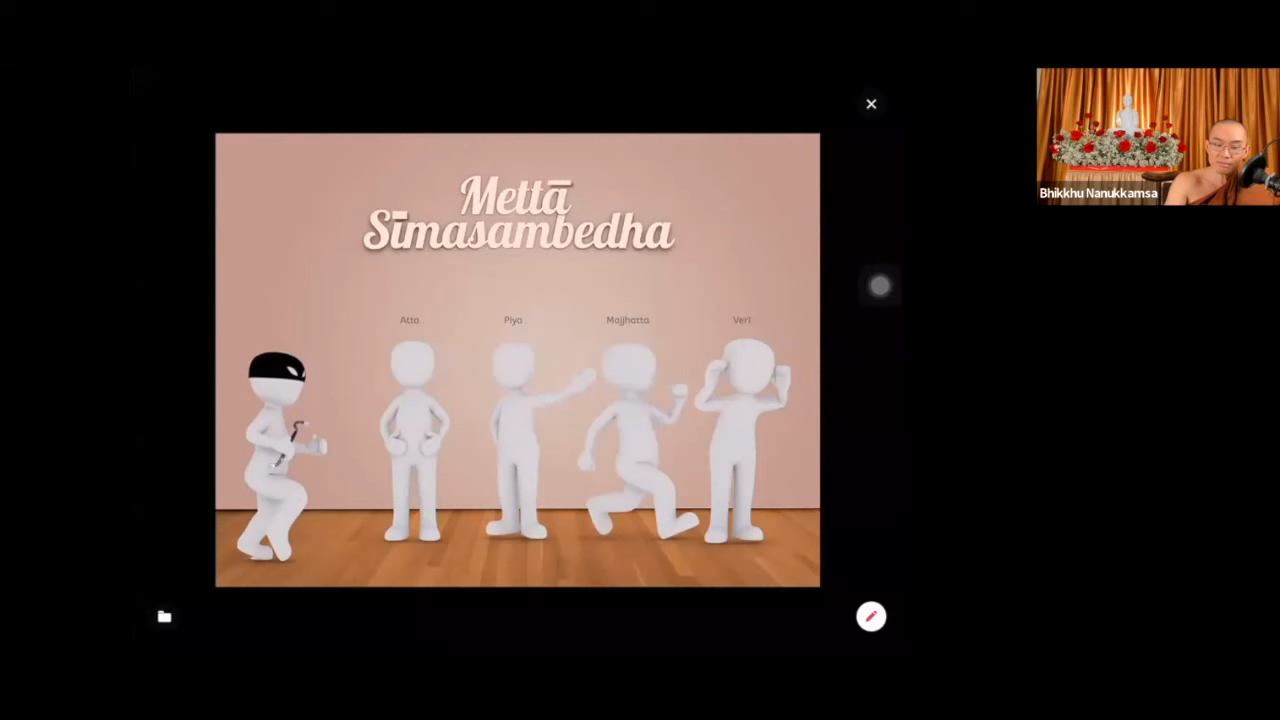 Mettā
Sīmasambedha
Atta
Piya
Majjhatta
Verī
Bhikkhu Nanukkamsa